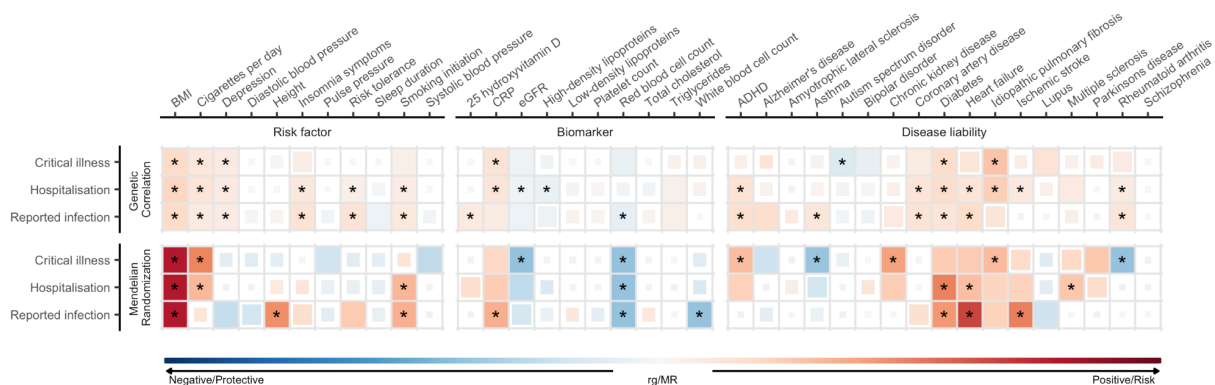 BMI
Cigarettes per day
Depression
Diastolic blood pressure
Height
Insomnia symptoms
Pulse pressure
Risk tolerance
Sleep duration
Smoking initiation
Systolic blood pressure
25 hydroxyvitamin D
CRP
eGFR
High-density lipoproteins
Low-density lipoproteins
Platelet count
Red blood cell count
Total cholesterol
Triglycerides
White blood cell count
ADHD
Alzheimer's disease
Amyotrophic lateral sclerosis
Asthma
Autism spectrum disorder
Bipolar disorder
Chronic kidney disease
Coronary artery disease
Diabetes
Heart failure
Idiopathic pulmonary fibrosis
Ischemic stroke
Lupus
Multiple sclerosis
Parkinsons disease
Rheumatoid arthritis
Schizophrenia
Risk factor
Biomarker
Disease liability
Critical illness
Hospitalisation
Reported infection
Genetic
Correlation
Critical illness
Hospitalisation
Reported infection
Mendelian
Randomization
Negative/Protective
rg/MR
Positive/Risk